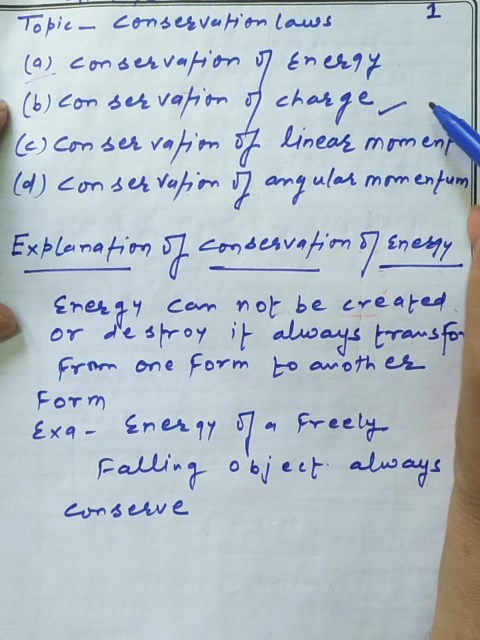 1
Topic - Conservation laws
(a) Conservation of Energy
(b) Conservation of charge
(c) Conservation of linear moment
(d) Conservation of angular momentum
Explanation of conservation of Energy
Energy can not be created
or destroy it always transfor
from one form to another
Form
Exa - Energy of a Freely
Falling object always
conserve